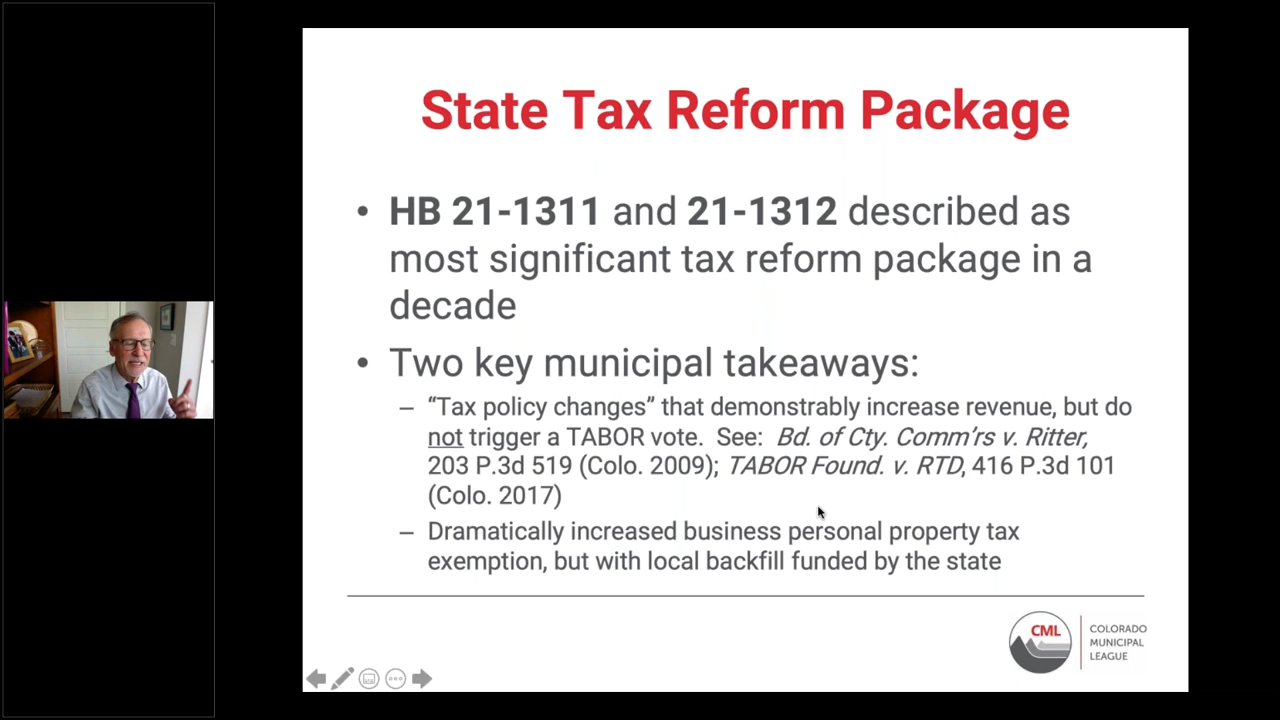 State Tax Reform Package
• HB 21-1311 and 21-1312 described as
most significant tax reform package in a
decade
• Two key municipal takeaways:
– “Tax policy changes” that demonstrably increase revenue, but do
not trigger a TABOR vote. See: Bd. of Cty. Comm’rs v. Ritter,
203 P.3d 519 (Colo. 2009); TABOR Found. v. RTD, 416 P.3d 101
(Colo. 2017)
– Dramatically increased business personal property tax
exemption, but with local backfill funded by the state
CML
COLORADO
MUNICIPAL
LEAGUE